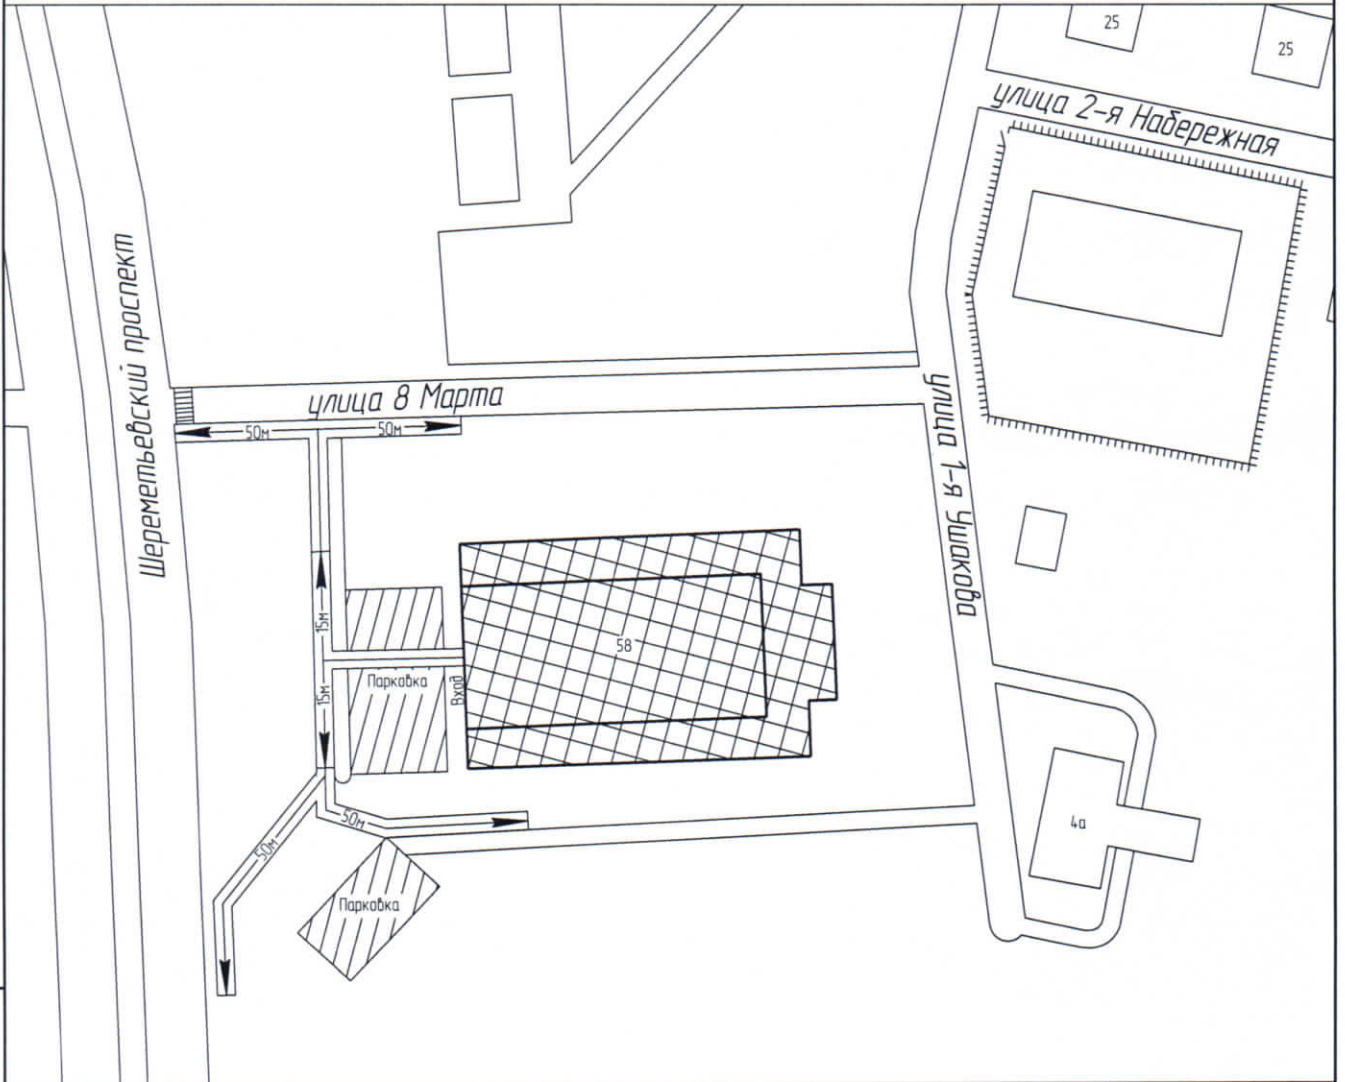 25
25
улица 2-я Набережная
Шереметьевский проспект
улица 8 Марта
50м
50м
улица 1-я Ушакова
15м
15м
58
Парковка
Вход
50м
50м
4а
Парковка